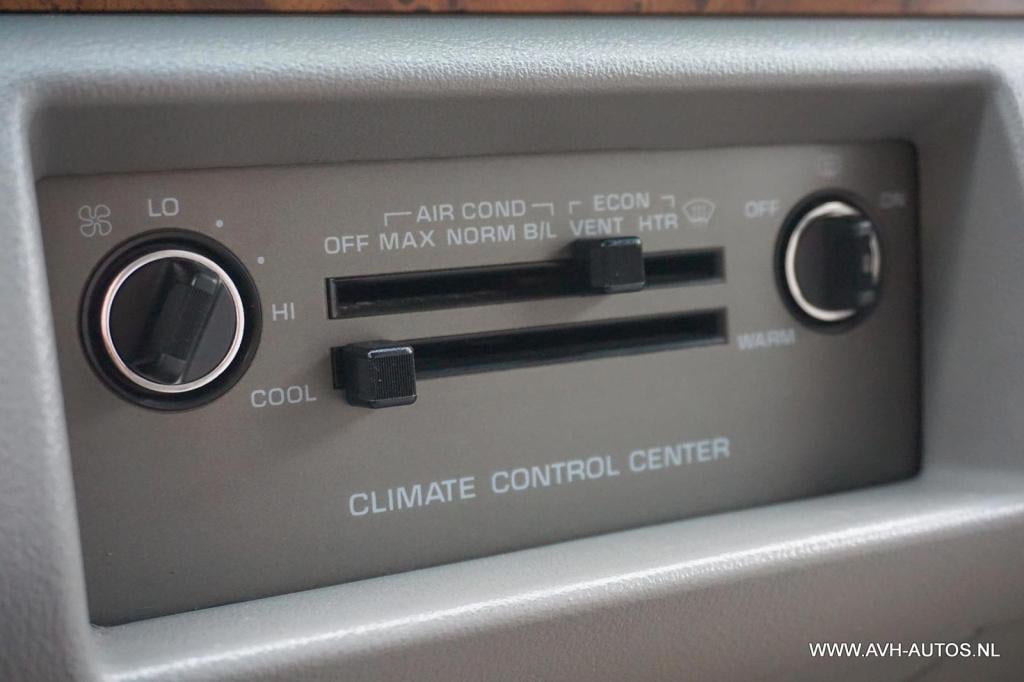 LO
AIR COND
ECON
OFF MAX NORM B/L VENT HTR
OFF
ON
HI
COOL
WARM
CLIMATE CONTROL CENTER
WWW.AVH-AUTOS.NL